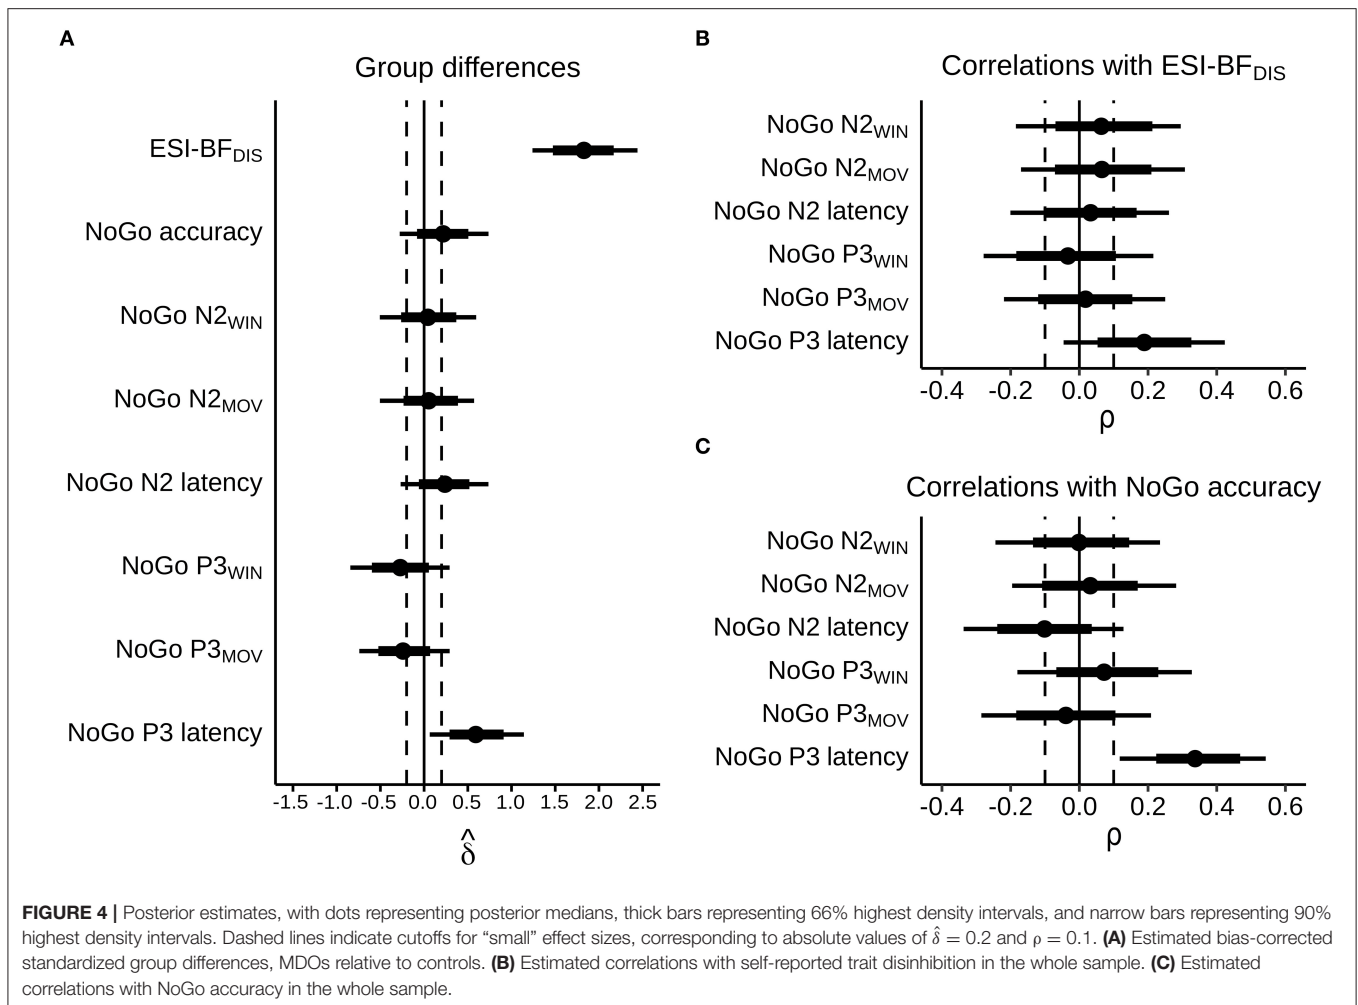 A
Group differences
ESI-BFDIS
NoGo accuracy
NoGo N2WIN
NoGo N2MOV
NoGo N2 latency
NoGo P3WIN
NoGo P3MOV
NoGo P3 latency
-1.5 -1.0 -0.5 0.0 0.5 1.0 1.5 2.0 2.5
δ̂
B
Correlations with ESI-BFDIS
NoGo N2WIN
NoGo N2MOV
NoGo N2 latency
NoGo P3WIN
NoGo P3MOV
NoGo P3 latency
-0.4 -0.2 0.0 0.2 0.4 0.6
ρ
C
Correlations with NoGo accuracy
NoGo N2WIN
NoGo N2MOV
NoGo N2 latency
NoGo P3WIN
NoGo P3MOV
NoGo P3 latency
-0.4 -0.2 0.0 0.2 0.4 0.6
ρ
FIGURE 4 | Posterior estimates, with dots representing posterior medians, thick bars representing 66% highest density intervals, and narrow bars representing 90%
highest density intervals. Dashed lines indicate cutoffs for “small” effect sizes, corresponding to absolute values of δ̂ = 0.2 and ρ = 0.1. (A) Estimated bias-corrected
standardized group differences, MDOs relative to controls. (B) Estimated correlations with self-reported trait disinhibition in the whole sample. (C) Estimated
correlations with NoGo accuracy in the whole sample.